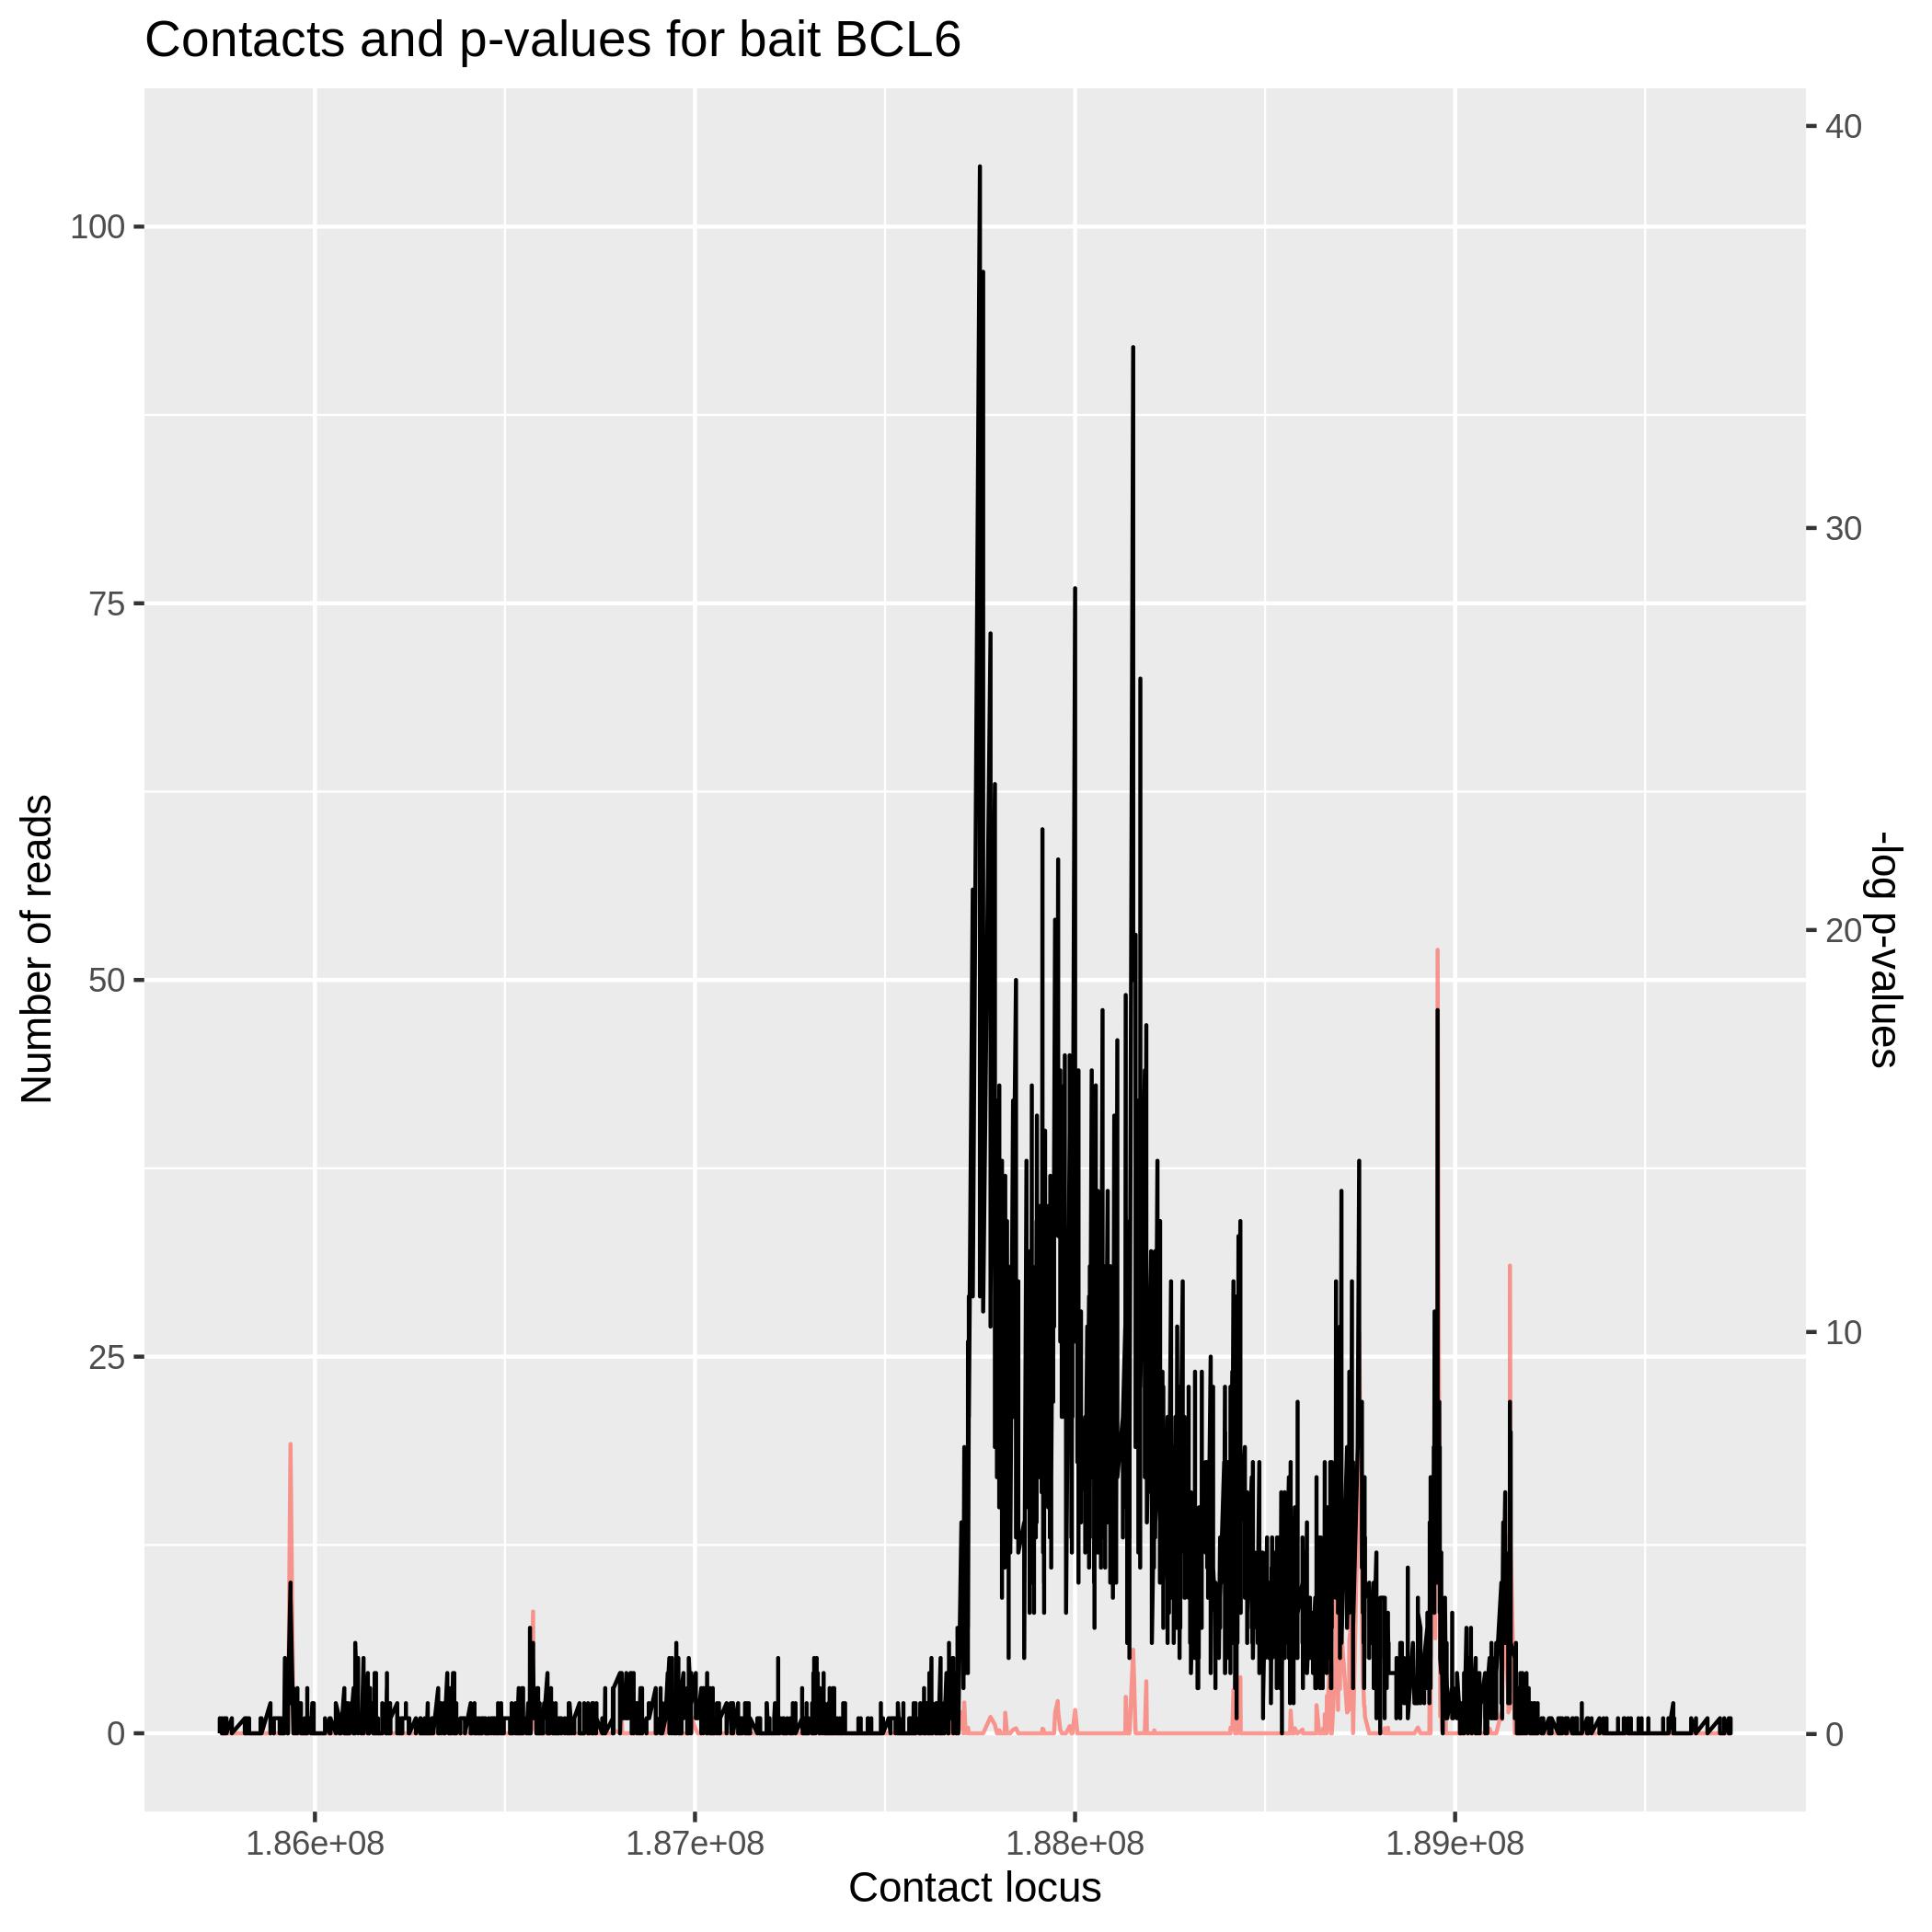 Contacts and p-values for bait BCL6
Number of reads
100
75
50
25
0
40
30
20
10
0
-log p-values
1.86e+08
1.87e+08
1.88e+08
1.89e+08
Contact locus